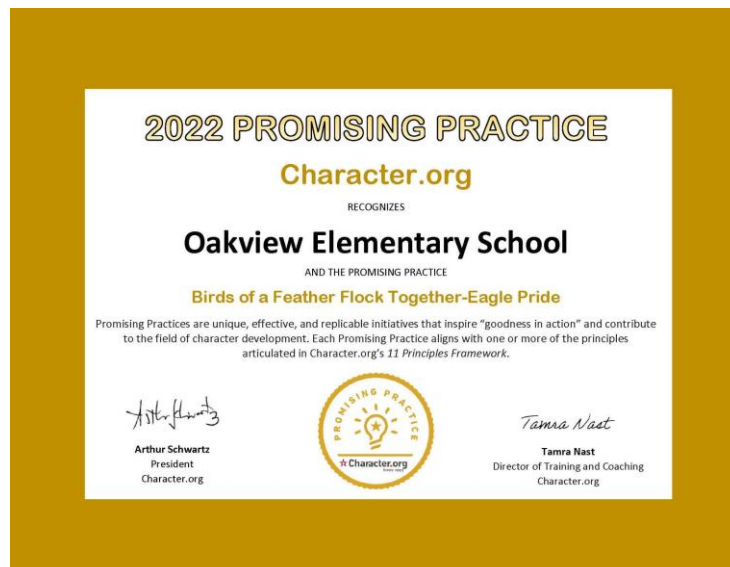 2022 PROMISING PRACTICE
Character.org
RECOGNIZES
Oakview Elementary School
AND THE PROMISING PRACTICE
Birds of a Feather Flock Together-Eagle Pride
Promising Practices are unique, effective, and replicable initiatives that inspire "goodness in action" and contribute
to the field of character development. Each Promising Practice aligns with one or more of the principles
articulated in Character.org's 11 Principles Framework.
Arthur Schwartz
Arthur Schwartz
President
Character.org
PROMISING PRACTICE
Character.org
Tamra Nast
Tamra Nast
Director of Training and Coaching
Character.org